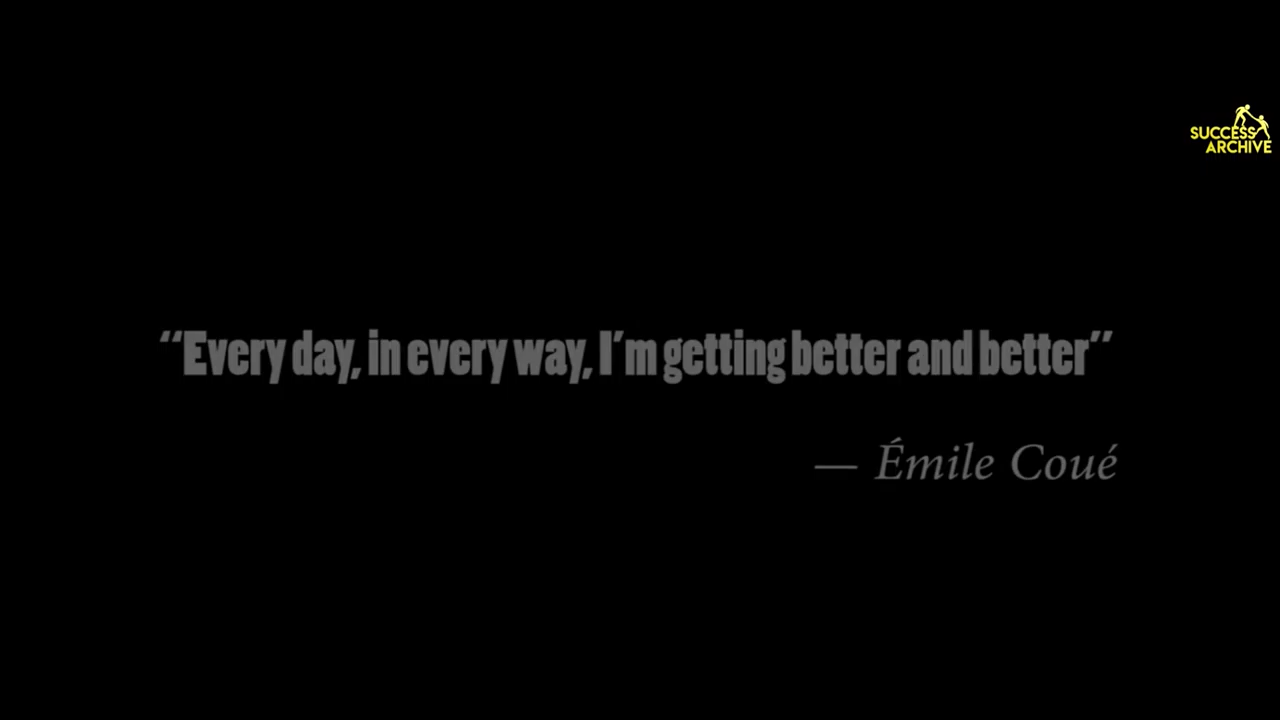 SUCCESS
ARCHIVE
“Every day, in every way, I’m getting better and better”
— Émile Coué